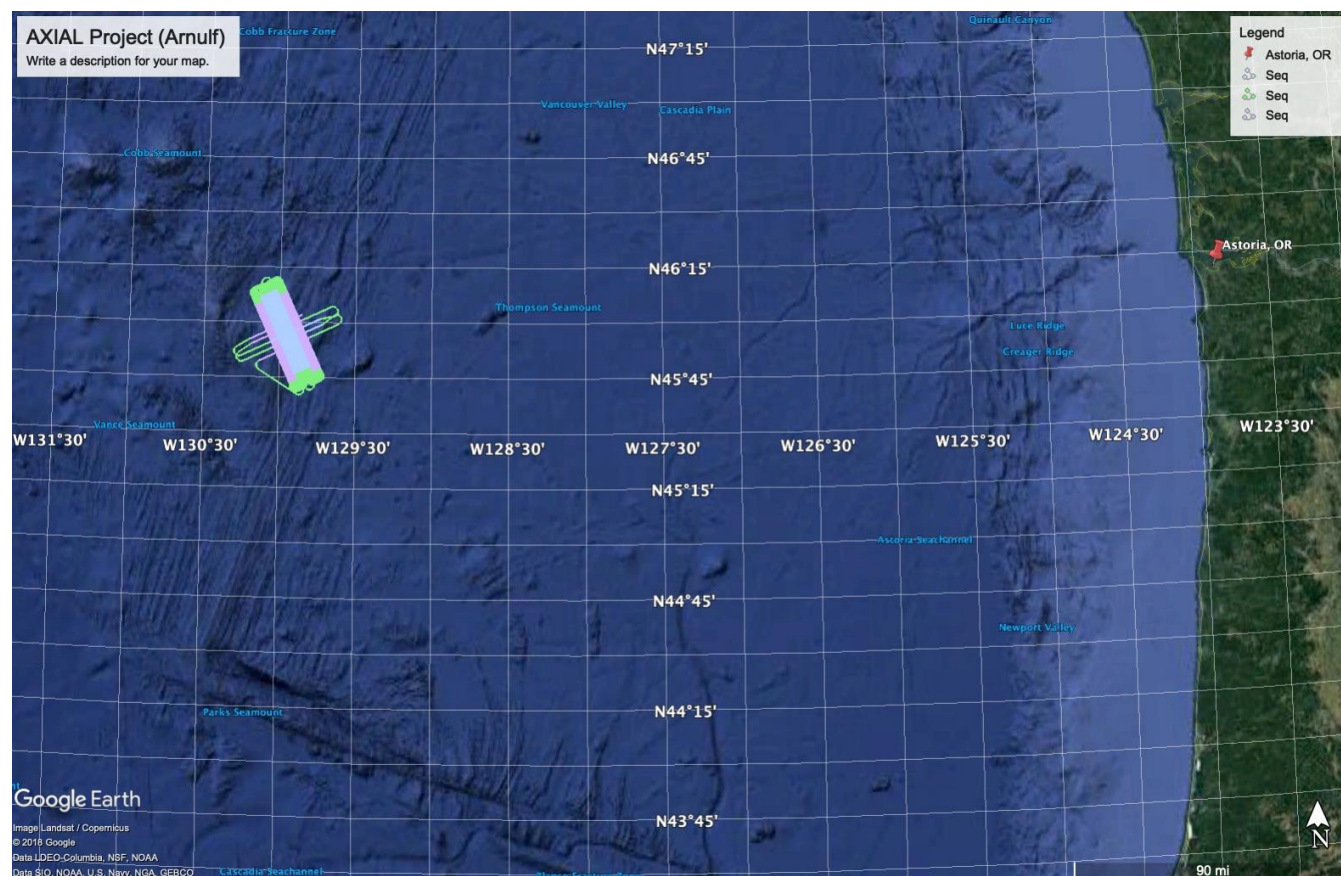 AXIAL Project (Arnulf)
Write a description for your map.
Legend
Astoria, OR
Seq
Seq
Seq
Cobb Fracture Zone
Quinault Canyon
N47°15'
Vancouver Valley
Cascadia Plain
Cobb Seamount
N46°45'
Astoria, OR
N46°15'
Thompson Seamount
Luce Ridge
Creager Ridge
N45°45'
Vance Seamount
W131°30'
W130°30'
W129°30'
W128°30'
W127°30'
W126°30'
W125°30'
W124°30'
W123°30'
N45°15'
Astoria Seachannel
N44°45'
Newport Valley
Parks Seamount
N44°15'
Google Earth
N43°45'
Image Landsat / Copernicus
© 2018 Google
Data LDEO-Columbia, NSF, NOAA
Data SIO, NOAA, U.S. Navy, NGA, GEBCO
Cascadia Seachannel
90 mi
N